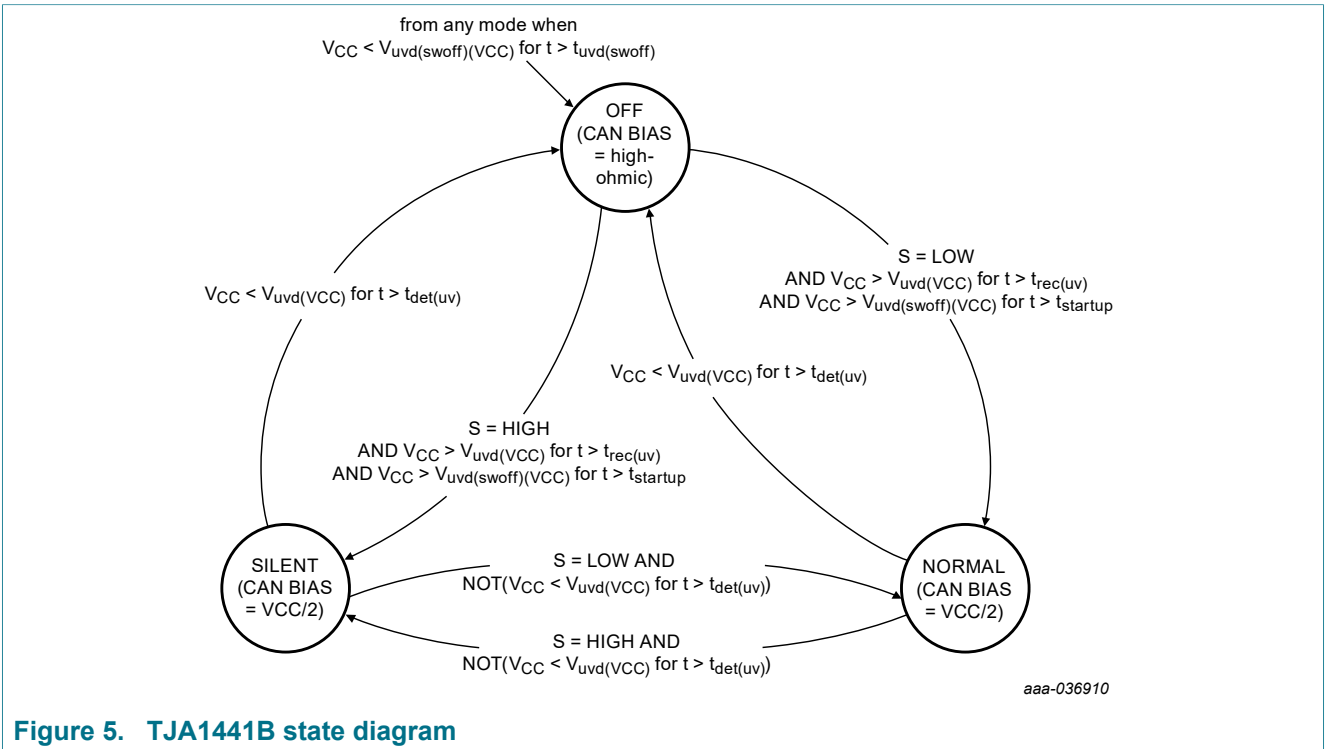 from any mode when
VCC < Vuvd(swoff)(VCC) for t > tuvd(swoff)
OFF
(CAN BIAS
= high-
ohmic)
S = LOW
AND VCC > Vuvd(VCC) for t > trec(uv)
AND VCC > Vuvd(swoff)(VCC) for t > tstartup
VCC < Vuvd(VCC) for t > tdet(uv)
VCC < Vuvd(VCC) for t > tdet(uv)
S = HIGH
AND VCC > Vuvd(VCC) for t > trec(uv)
AND VCC > Vuvd(swoff)(VCC) for t > tstartup
SILENT
(CAN BIAS
= VCC/2)
S = LOW AND
NOT(VCC < Vuvd(VCC) for t > tdet(uv))
NORMAL
(CAN BIAS
= VCC/2)
S = HIGH AND
NOT(VCC < Vuvd(VCC) for t > tdet(uv))
aaa-036910
Figure 5. TJA1441B state diagram